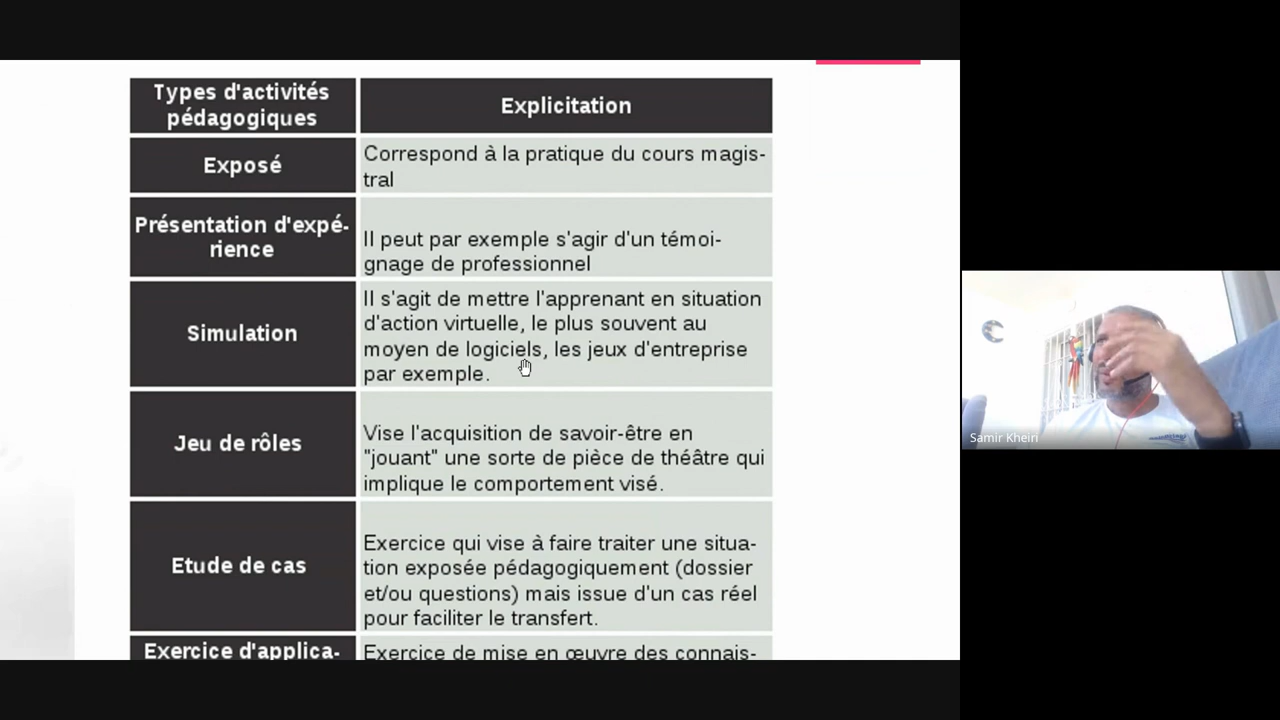 Types d'activités
pédagogiques
Explicitation
Exposé
Correspond à la pratique du cours magis-
tral
Présentation d'expé-
rience
Il peut par exemple s'agir d'un témoi-
gnage de professionnel
Simulation
Il s'agit de mettre l'apprenant en situation
d'action virtuelle, le plus souvent au
moyen de logiciels, les jeux d'entreprise
par exemple.
Jeu de rôles
Vise l'acquisition de savoir-être en
"jouant" une sorte de pièce de théâtre qui
implique le comportement visé.
Etude de cas
Exercice qui vise à faire traiter une situa-
tion exposée pédagogiquement (dossier
et/ou questions) mais issue d'un cas réel
pour faciliter le transfert.
Exercice d'applica-
Exercice de mise en œuvre des connais-
Samir Kheiri